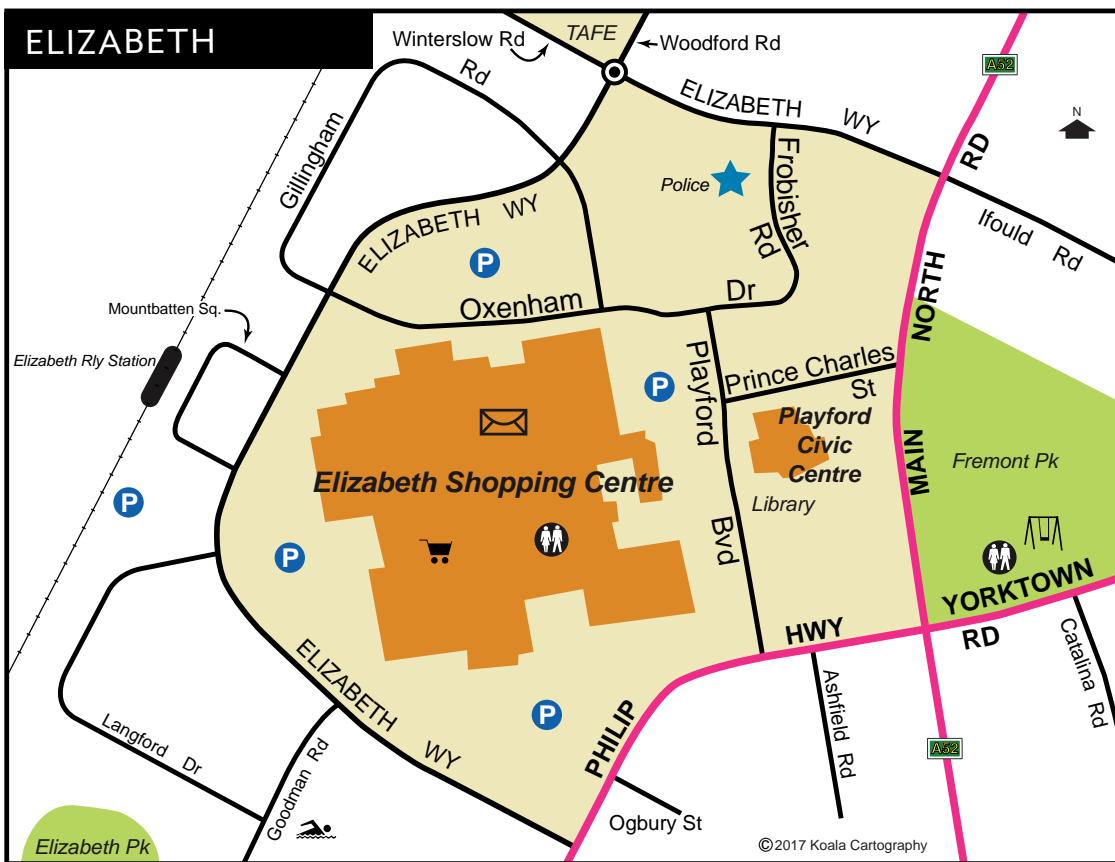 ELIZABETH
TAFE
Winterslow Rd
Woodford Rd
A52
Rd
ELIZABETH WY
N
RD
Gillingham
Frobisher
Rd
Police
Ifould Rd
ELIZABETH WY
P
NORTH
Oxenham Dr
Mountbatten Sq.
Elizabeth Rly Station
Playford
Prince Charles
St
P
Playford
Civic
Centre
MAIN
Fremont Pk
Elizabeth Shopping Centre
Library
P
P
Bvd
YORKTOWN
RD
HWY
ELIZABETH WY
Catalina Rd
Ashfield Rd
P
PHILIP
Langford Dr
Goodman Rd
A52
Ogbury St
Elizabeth Pk
©2017 Koala Cartography